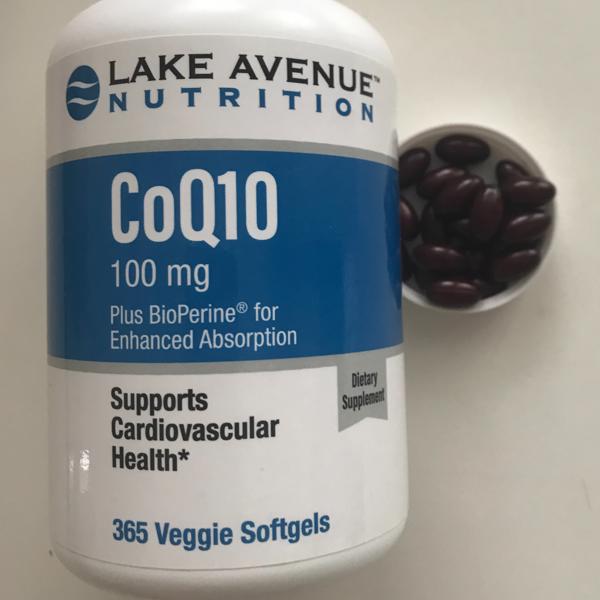 LAKE AVENUE™
NUTRITION
CoQ10
100 mg
Plus BioPerine® for
Enhanced Absorption
Dietary
Supplement
Supports
Cardiovascular
Health*
365 Veggie Softgels